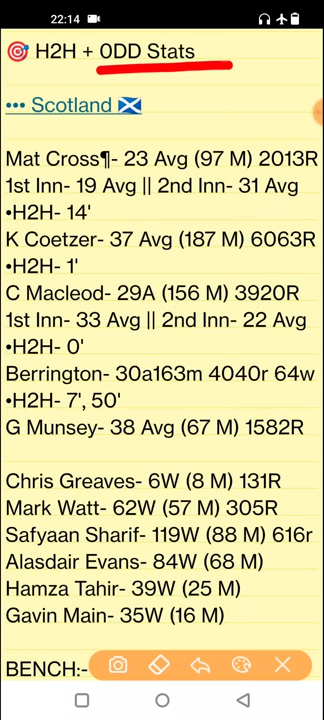 22:14
🎯 H2H + 0DD Stats
••• Scotland 🏴󠁧󠁢󠁳󠁣󠁴󠁿
Mat Cross¶- 23 Avg (97 M) 2013R
1st Inn- 19 Avg || 2nd Inn- 31 Avg
•H2H- 14'
K Coetzer- 37 Avg (187 M) 6063R
•H2H- 1'
C Macleod- 29A (156 M) 3920R
1st Inn- 33 Avg || 2nd Inn- 22 Avg
•H2H- 0'
Berrington- 30a163m 4040r 64w
•H2H- 7', 50'
G Munsey- 38 Avg (67 M) 1582R
Chris Greaves- 6W (8 M) 131R
Mark Watt- 62W (57 M) 305R
Safyaan Sharif- 119W (88 M) 616r
Alasdair Evans- 84W (68 M)
Hamza Tahir- 39W (25 M)
Gavin Main- 35W (16 M)
BENCH:-